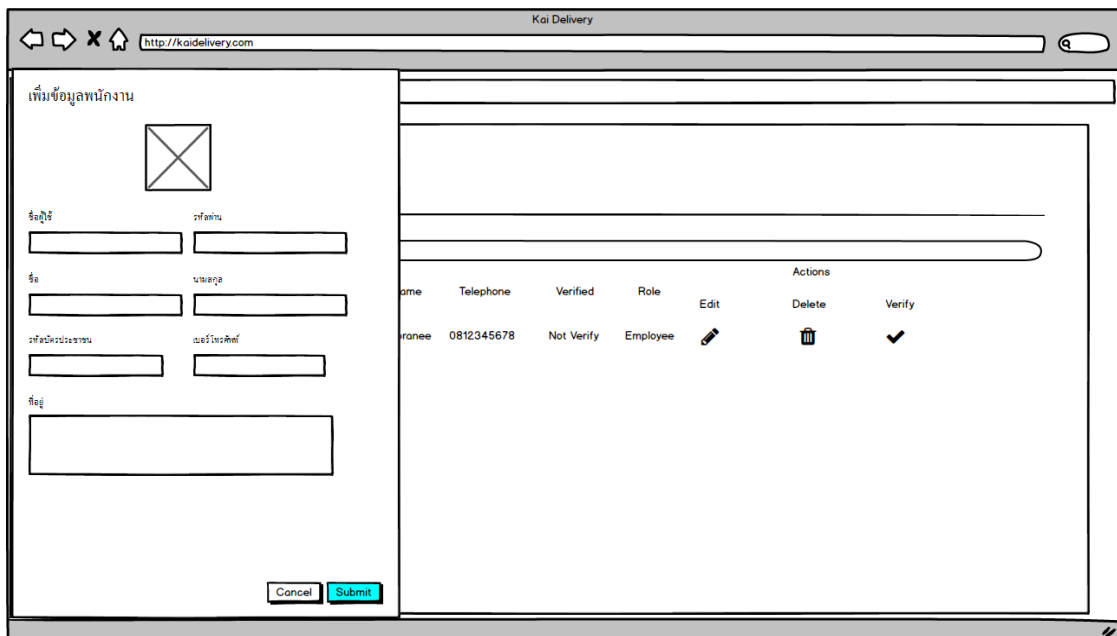 Kai Delivery
http://kaidelivery.com
เพิ่มข้อมูลพนักงาน
ชื่อผู้ใช้ รหัสผ่าน
ชื่อ นามสกุล
รหัสบัตรประชาชน เบอร์โทรศัพท์
ที่อยู่
Cancel Submit
Actions
Telephone Verified Role
Edit Delete Verify
0812345678 Not Verify Employee